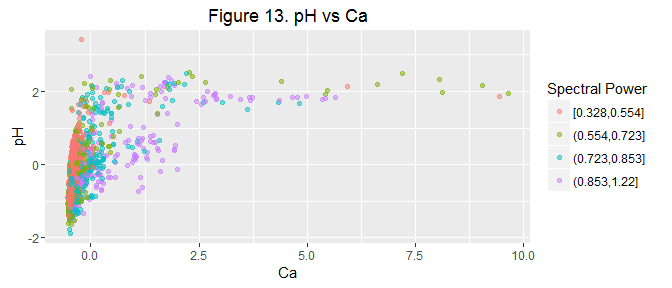 Figure 13. pH vs Ca
pH
2
0
-2
0.0 2.5 5.0 7.5 10.0
Ca
Spectral Power
[0.328,0.554]
(0.554,0.723]
(0.723,0.853]
(0.853,1.22]